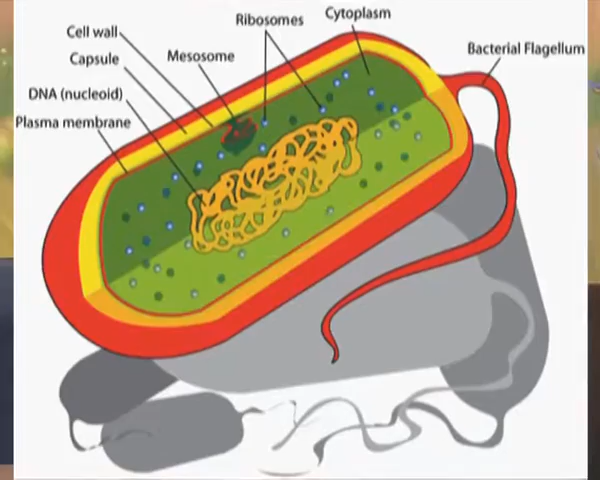 Cytoplasm
Ribosomes
Cell wall
Bacterial Flagellum
Capsule
Mesosome
DNA (nucleoid)
Plasma membrane